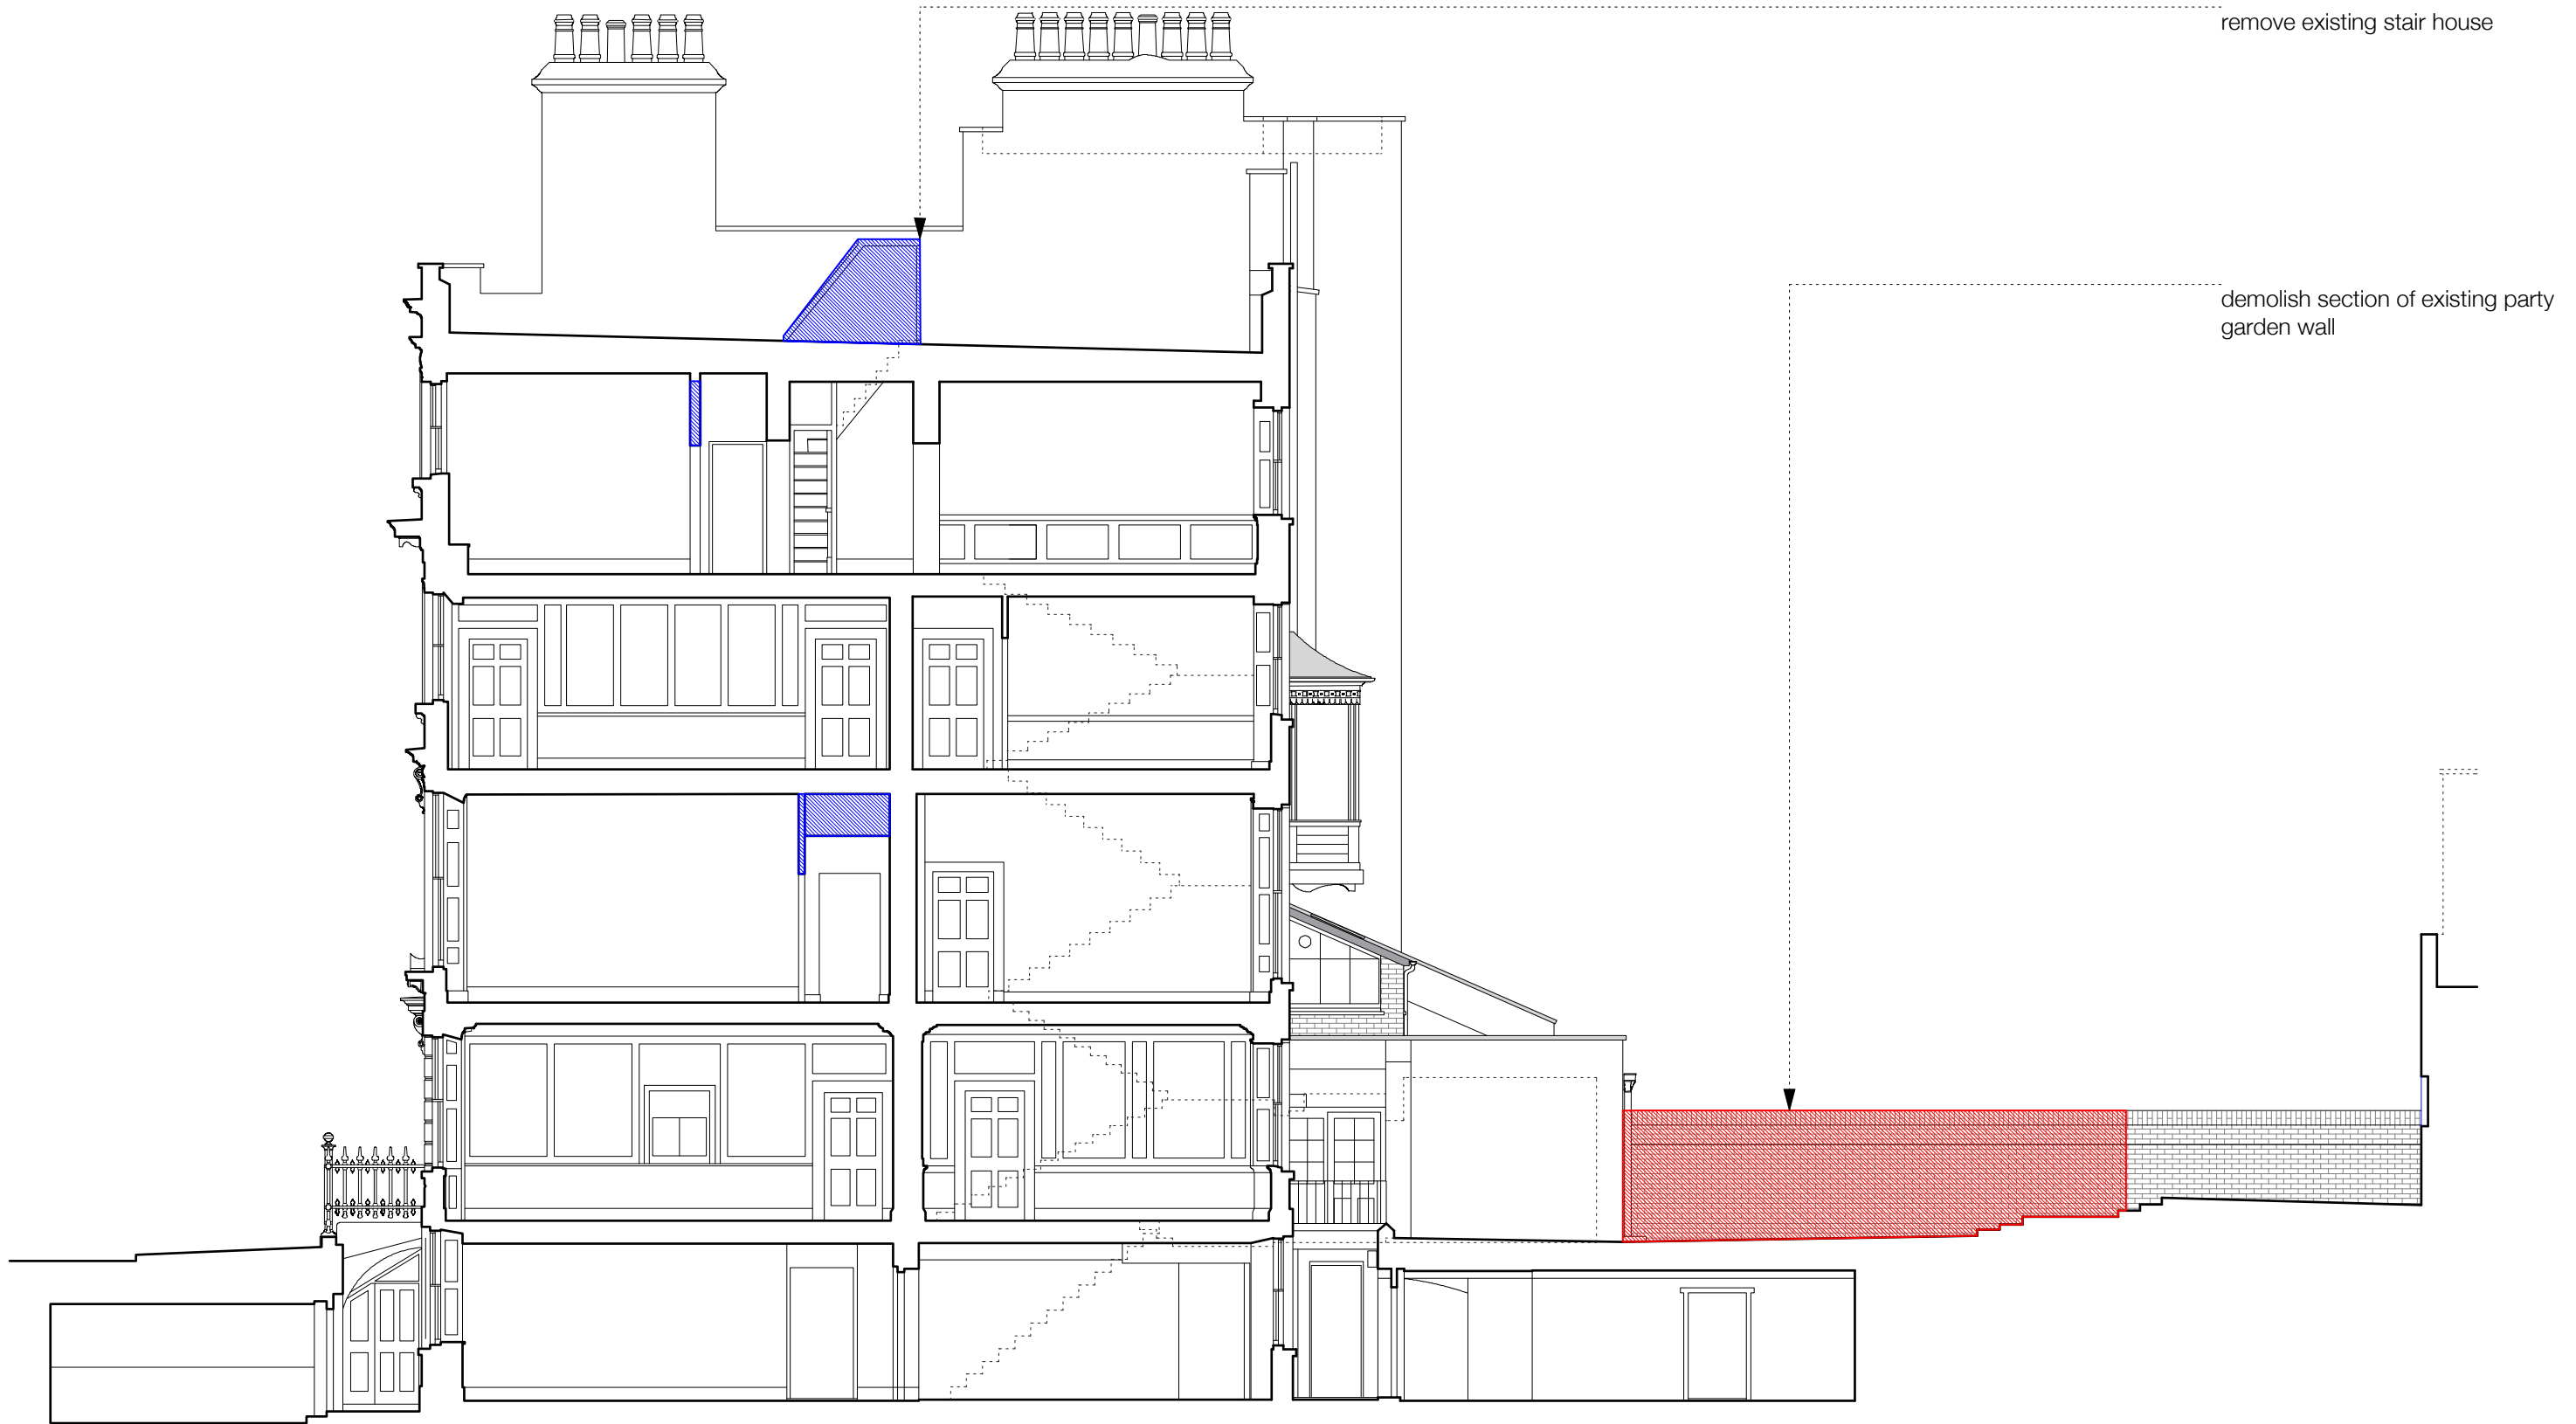 remove existing stair house
demolish section of existing party
garden wall